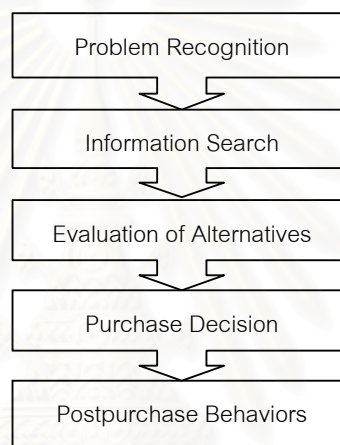 Problem Recognition
Information Search
Evaluation of Alternatives
Purchase Decision
Postpurchase Behaviors